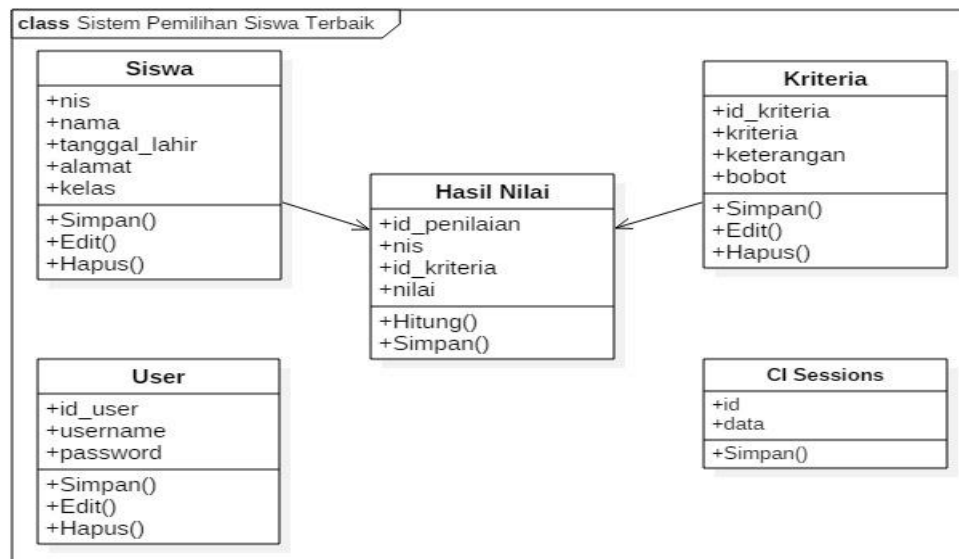 class Sistem Pemilihan Siswa Terbaik
Siswa
+nis
+nama
+tanggal_lahir
+alamat
+kelas
+Simpan()
+Edit()
+Hapus()
Hasil Nilai
+id_penilaian
+nis
+id_kriteria
+nilai
+Hitung()
+Simpan()
Kriteria
+id_kriteria
+kriteria
+keterangan
+bobot
+Simpan()
+Edit()
+Hapus()
User
+id_user
+username
+password
+Simpan()
+Edit()
+Hapus()
CI Sessions
+id
+data
+Simpan()